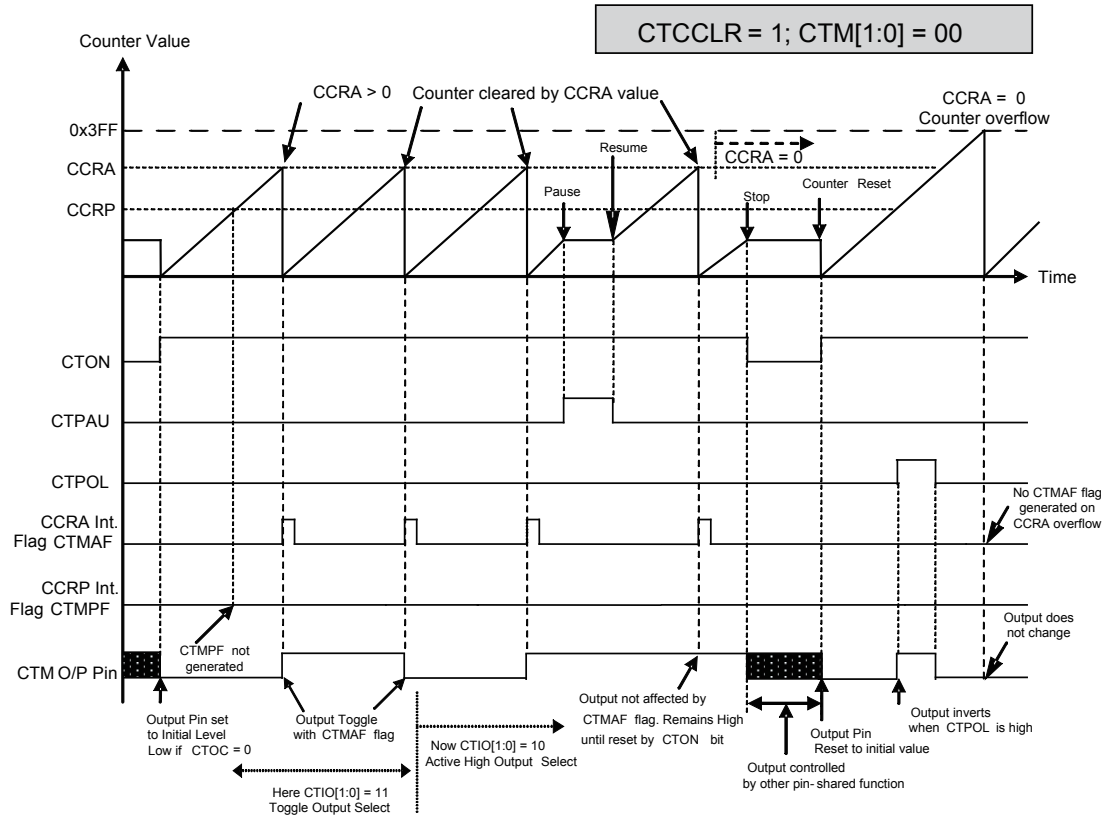 CTCCLR = 1; CTM[1:0] = 00
Counter Value
CCRA > 0
Counter cleared by CCRA value
CCRA = 0
Counter overflow
0x3FF
CCRA
CCRP
Resume
CCRA = 0
Pause
Stop
Counter Reset
Time
CTON
CTPAU
CTPOL
No CTMAF flag
generated on
CCRA overflow
CCRA Int.
Flag CTMAF
CCRP Int.
Flag CTMPF
CTMPF not
generated
Output does
not change
CTM O/P Pin
Output Pin set
to Initial Level
Low if CTOC = 0
Output Toggle
with CTMAF flag
Now CTIO[1:0] = 10
Active High Output Select
Output not affected by
CTMAF flag. Remains High
until reset by CTON bit
Output Pin
Reset to initial value
Output inverts
when CTPOL is high
Output controlled
by other pin-shared function
Here CTIO[1:0] = 11
Toggle Output Select